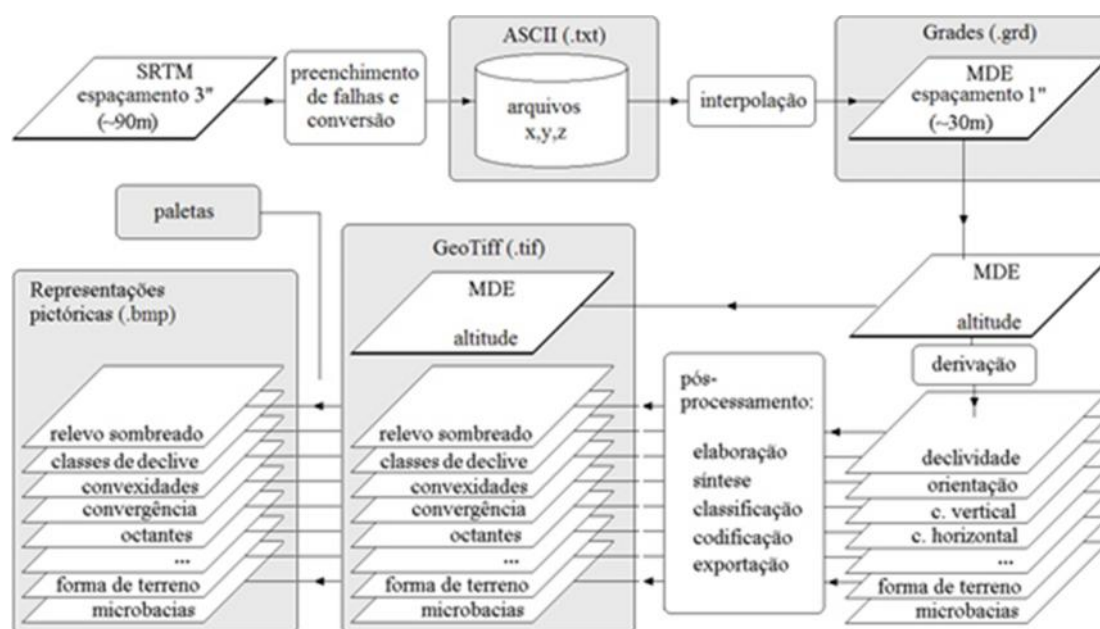 SRTM
espaçamento 3"
(~90m)
preenchimento
de falhas e
conversão
ASCII (.txt)
arquivos
x,y,z
interpolação
Grades (.grd)
MDE
espaçamento 1"
(~30m)
paletas
Representações
pictóricas (.bmp)
relevo sombreado
classes de declive
convexidades
convergência
octantes
...
forma de terreno
microbacias
GeoTiff (.tif)
MDE
altitude
relevo sombreado
classes de declive
convexidades
convergência
octantes
...
forma de terreno
microbacias
pós-
processamento:
elaboração
síntese
classificação
codificação
exportação
MDE
altitude
derivação
declividade
orientação
c. vertical
c. horizontal
...
forma de terreno
microbacias